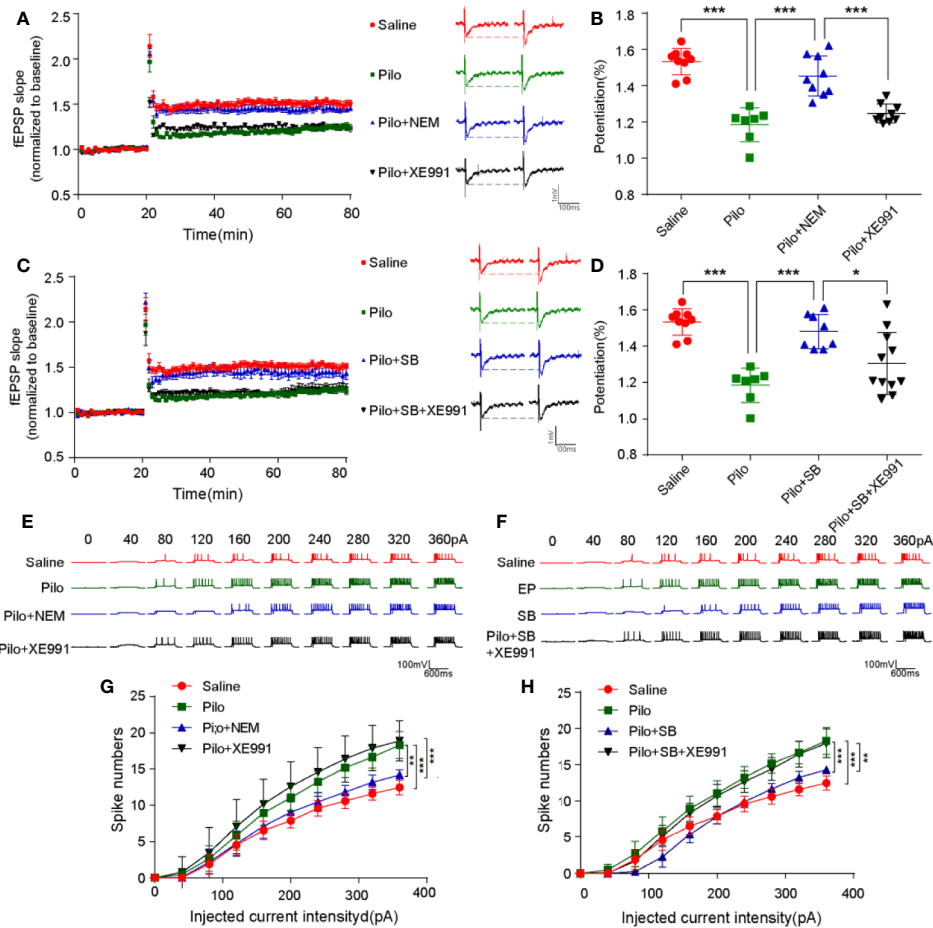 A
fEPSP slope
(normalized to baseline)
2.5
2.0
1.5
1.0
0.5
0
20
40
60
80
Time(min)
Saline
Pilo
Pilo+NEM
Pilo+XE991
1mV
100ms
B
Potentiation(%)
1.8
1.6
1.4
1.2
1.0
0.8
***
***
***
Saline
Pilo
Pilo+NEM
Pilo+XE991
C
fEPSP slope
(normalized to baseline)
2.5
2.0
1.5
1.0
0.5
0
20
40
60
80
Time(min)
Saline
Pilo
Pilo+SB
Pilo+SB+XE991
1mV
00ms
D
Potentiation(%)
1.8
1.6
1.4
1.2
1.0
0.8
***
***
*
Saline
Pilo
Pilo+SB
Pilo+SB+XE991
E
0 40 80 120 160 200 240 280 320 360pA
Saline
Pilo
Pilo+NEM
Pilo+XE991
100mV
600ms
F
0 40 80 120 160 200 240 280 320 360pA
Saline
EP
SB
Pilo+SB
+XE991
100mV
600ms
G
Spike numbers
25
20
15
10
5
0
0 100 200 300 400
Injected current intensityd(pA)
Saline
Pilo
Pi;o+NEM
Pilo+XE991
**
***
***
H
Spike numbers
25
20
15
10
5
0
0 100 200 300 400
Injected current intensity(pA)
Saline
Pilo
Pilo+SB
Pilo+SB+XE991
***
***
**